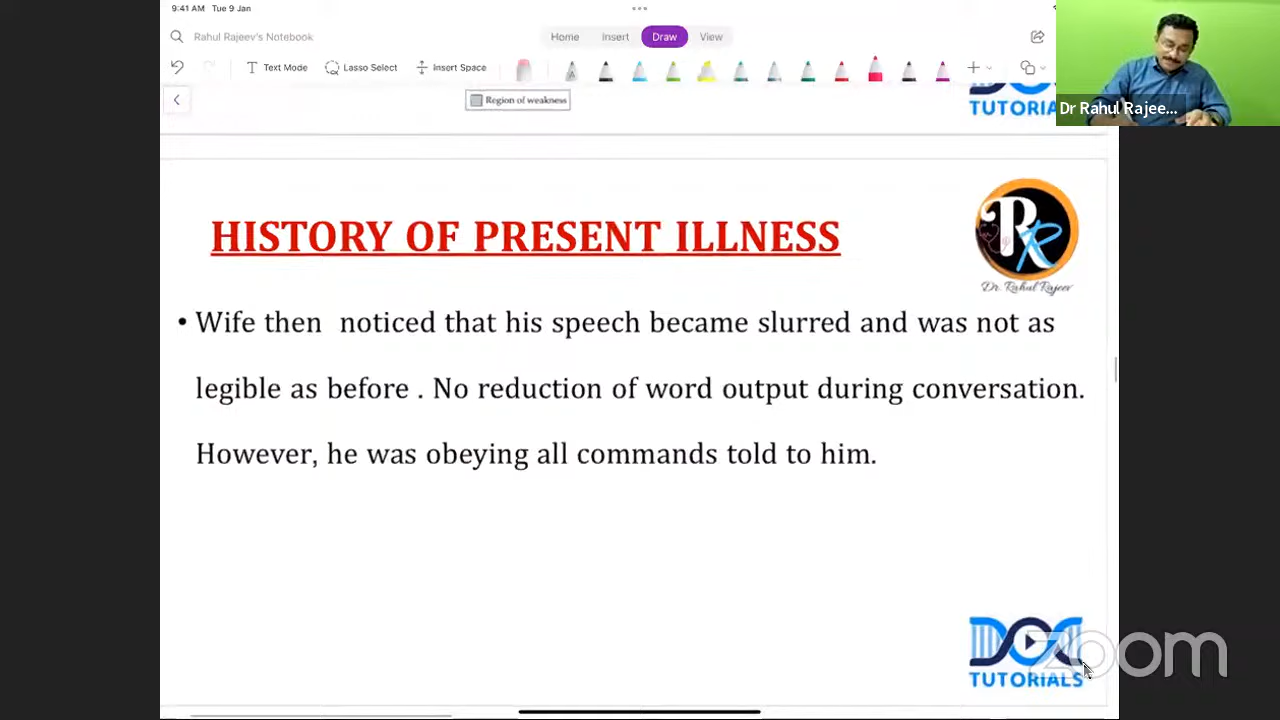 9:41 AM Tue 9 Jan
Rahul Rajeev's Notebook
Home Insert Draw View
Text Mode Lasso Select Insert Space
Region of weakness
TUTORIALS
Dr Rahul Rajee...
HISTORY OF PRESENT ILLNESS
RR
Dr. Rahul Rajeev
• Wife then noticed that his speech became slurred and was not as
legible as before . No reduction of word output during conversation.
However, he was obeying all commands told to him.
DOC
TUTORIALS
zoom